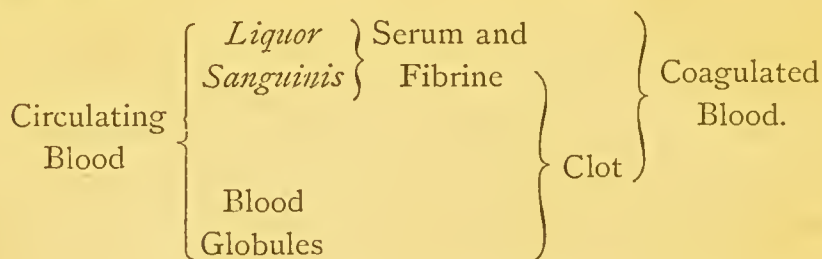 Liquor Serum and
Sanguinis Fibrine Coagulated
Circulating Blood.
Blood Clot
Blood
Globules